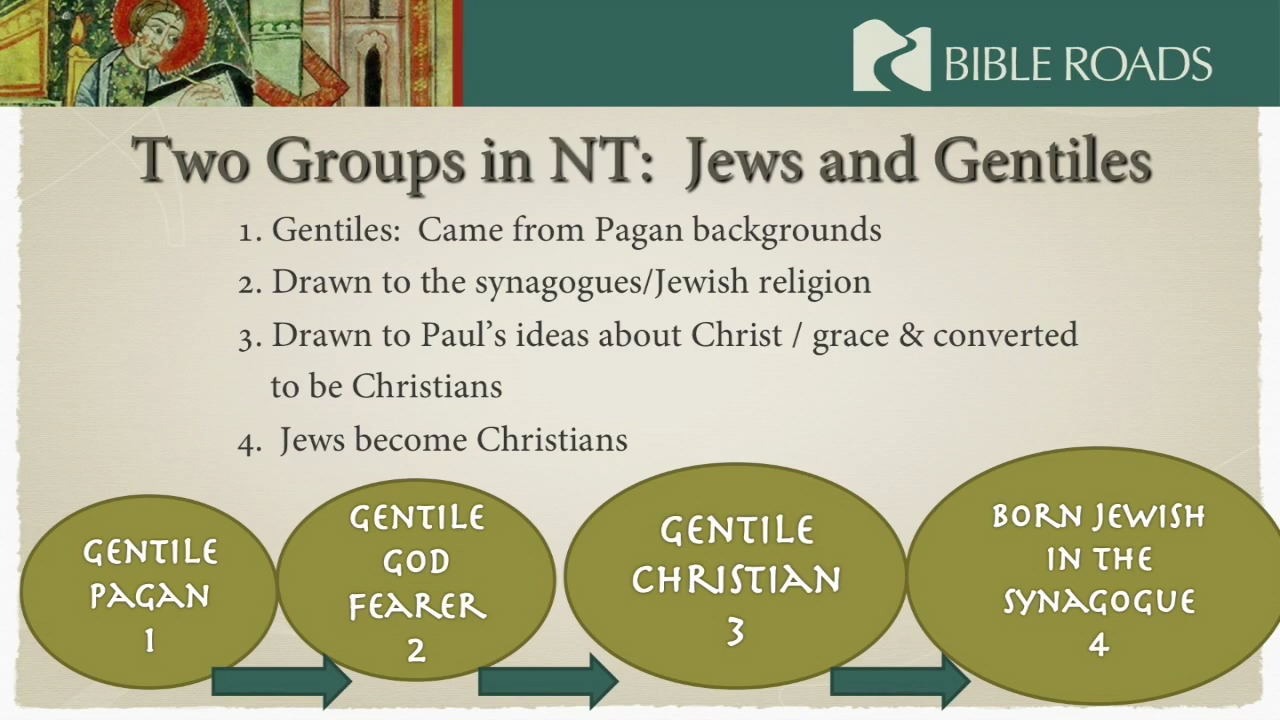 BIBLE ROADS
Two Groups in NT: Jews and Gentiles
1. Gentiles: Came from Pagan backgrounds
2. Drawn to the synagogues/Jewish religion
3. Drawn to Paul’s ideas about Christ / grace & converted
to be Christians
4. Jews become Christians
GENTILE
PAGAN
1
GENTILE
GOD
FEARER
2
GENTILE
CHRISTIAN
3
BORN JEWISH
IN THE
SYNAGOGUE
4